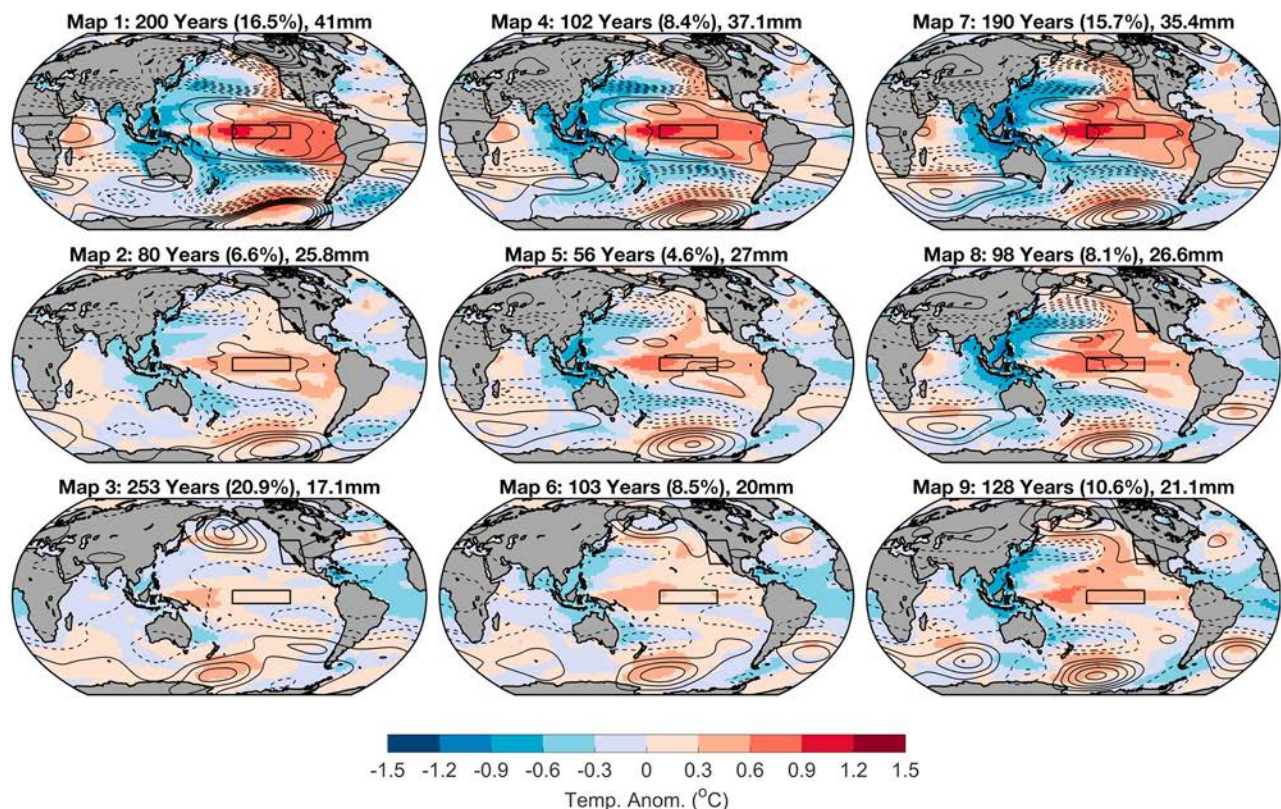 Map 1: 200 Years (16.5%), 41mm
Map 4: 102 Years (8.4%), 37.1mm
Map 7: 190 Years (15.7%), 35.4mm
Map 2: 80 Years (6.6%), 25.8mm
Map 5: 56 Years (4.6%), 27mm
Map 8: 98 Years (8.1%), 26.6mm
Map 3: 253 Years (20.9%), 17.1mm
Map 6: 103 Years (8.5%), 20mm
Map 9: 128 Years (10.6%), 21.1mm
-1.5 -1.2 -0.9 -0.6 -0.3 0 0.3 0.6 0.9 1.2 1.5
Temp. Anom. (°C)